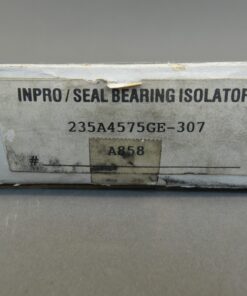 INPRO/SEAL BEARING ISOLATOR
235A4575GE-307
A858
#